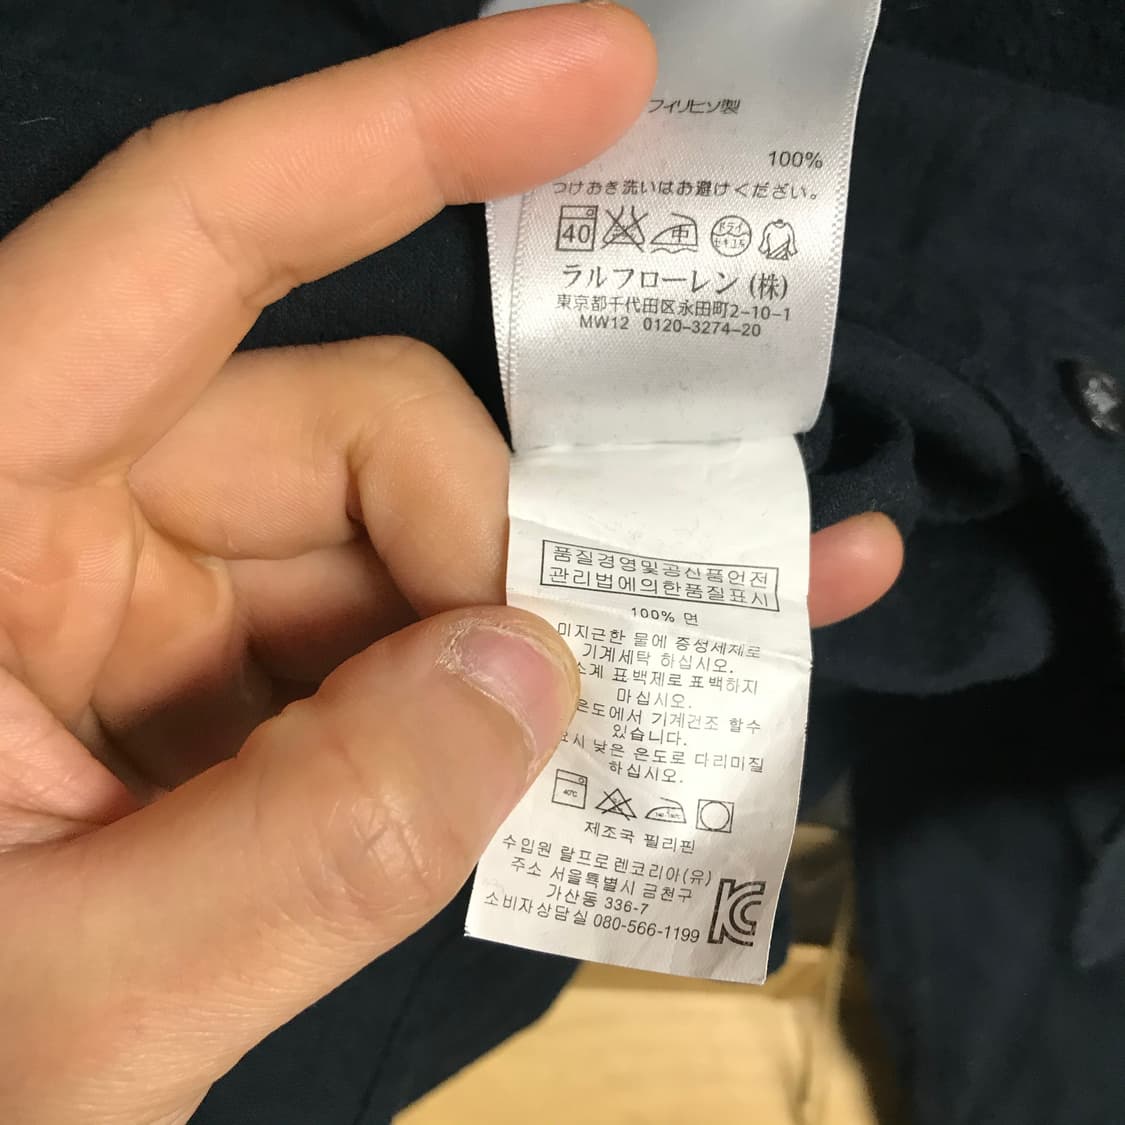 フィリピン製
100%
つけおき洗いはお避けください。
40
中
ドライ
セキユ系
ラルフローレン (株)
東京都千代田区永田町2-10-1
MW12 0120-3274-20
품질경영및공산품언전
관리법에의한품질표시
100% 면
미지근한 물에 중성세제로
기계세탁 하십시오.
소계 표백제로 표백하지
마십시오.
온도에서 기계건조 할수
있습니다.
낮은 온도로 다리미질
하십시오.
40℃
제조국 필리핀
수입원 랄프로렌코리아(유)
주소 서울특별시 금천구
가산동 336-7
소비자상담실 080-566-1199
KC